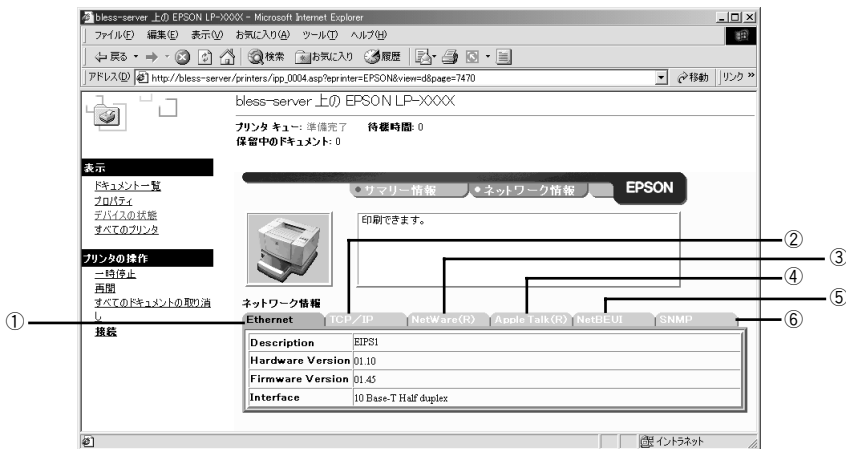 bless-server 上の EPSON LP-XXXX - Microsoft Internet Explorer
ファイル(F) 編集(E) 表示(V) お気に入り(A) ツール(T) ヘルプ(H)
戻る 検索 お気に入り 履歴
アドレス(D) http://bless-server/printers/ipp_0004.asp?eprinter=EPSON&view=d&page=7470 移動 リンク »
bless-server 上の EPSON LP-XXXX
プリンタ キュー: 準備完了 待機時間: 0
保留中のドキュメント: 0
表示
ドキュメント一覧
プロパティ
デバイスの状態
すべてのプリンタ
プリンタの操作
一時停止
再開
すべてのドキュメントの取り消
し
接続
サマリー情報 ネットワーク情報 EPSON
印刷できます。
ネットワーク情報
Ethernet TCP/IP NetWare(R) AppleTalk(R) NetBEUI SNMP
Description EIPS1
Hardware Version 01.10
Firmware Version 01.45
Interface 10 Base-T Half duplex
イントラネット
①
②
③
④
⑤
⑥